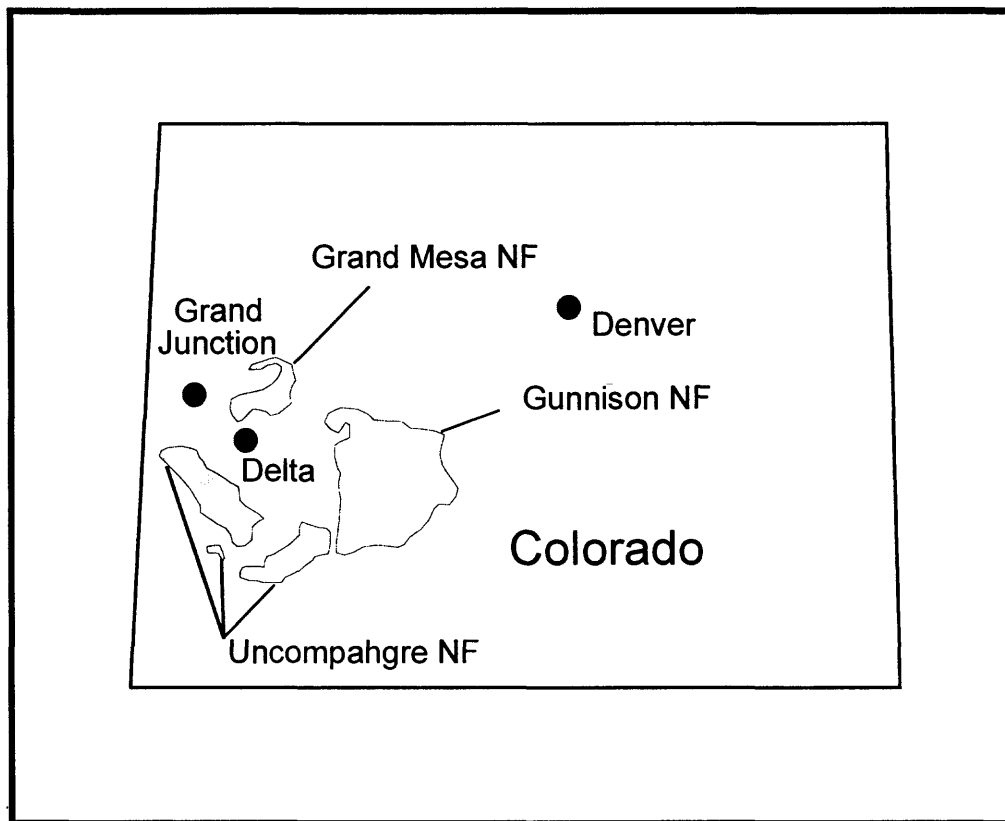 Grand Mesa NF
Grand
Junction
Denver
Gunnison NF
Delta
Colorado
Uncompahgre NF